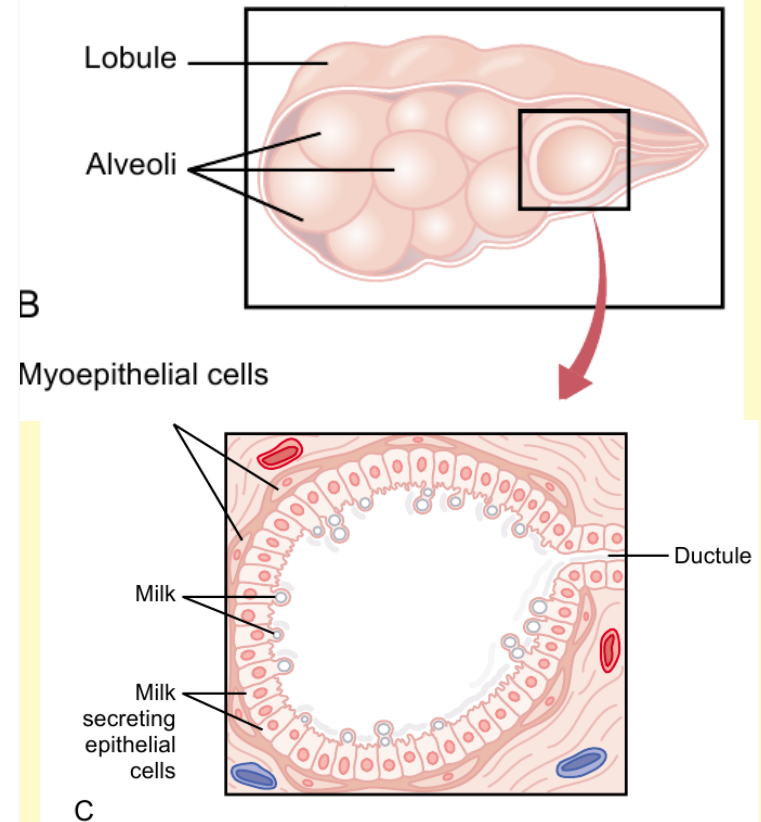 Lobule
Alveoli
B
Myoepithelial cells
Ductule
Milk
Milk
secreting
epithelial
cells
C